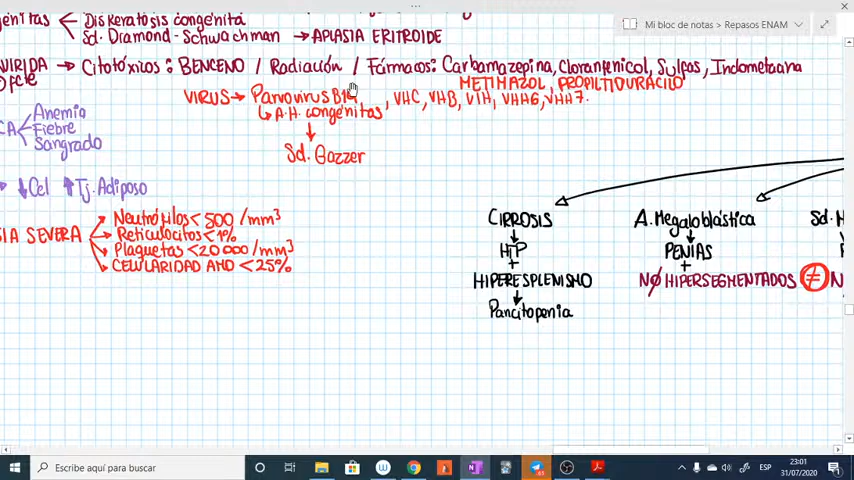 Mi bloc de notas > Repasos ENAM
Diskeratosis congénita
Sd. Diamond-Schwachman → APLASIA ERITROIDE
→ Citotóxicos: BENCENO / Radiación / Fármacos: Carbamazepina, Cloranfenicol, Sulfas, Indometacina
METIMAZOL, PROPILTIOURACILO
VIRUS → Parvovirus B19, VHC, VHB, VIH, VHH6, VHH7.
↳ A.H. congénitas
Sd. Gazzer
Anemia
Fiebre
Sangrado
↓Cel ↑Tj. Adiposo
SIA SEVERA
Neutrófilos < 500 /mm³
Reticulocitos < 1%
Plaquetas < 20 000 /mm³
CELULARIDAD AMO < 25%
CIRROSIS
HTP
+
HIPERESPLENISMO
Pancitopenia
A. Megaloblástica
PENIAS
+
NØ HIPERSEGMENTADOS ≠ N
Sd. M
Escribe aquí para buscar
ESP
23:01
31/07/2020